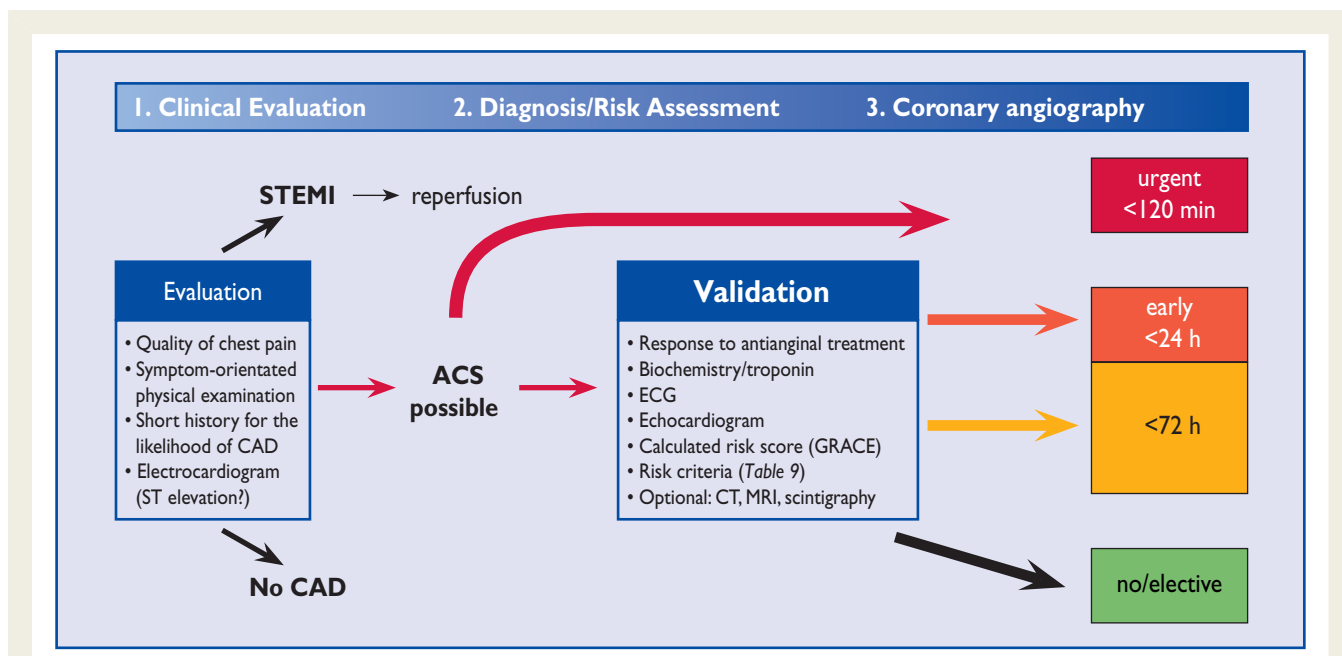 1. Clinical Evaluation 2. Diagnosis/Risk Assessment 3. Coronary angiography
STEMI
reperfusion
urgent
<120 min
Evaluation
• Quality of chest pain
• Symptom-orientated
physical examination
• Short history for the
likelihood of CAD
• Electrocardiogram
(ST elevation?)
No CAD
ACS
possible
Validation
• Response to antianginal treatment
• Biochemistry/troponin
• ECG
• Echocardiogram
• Calculated risk score (GRACE)
• Risk criteria (Table 9)
• Optional: CT, MRI, scintigraphy
early
<24 h
<72 h
no/elective